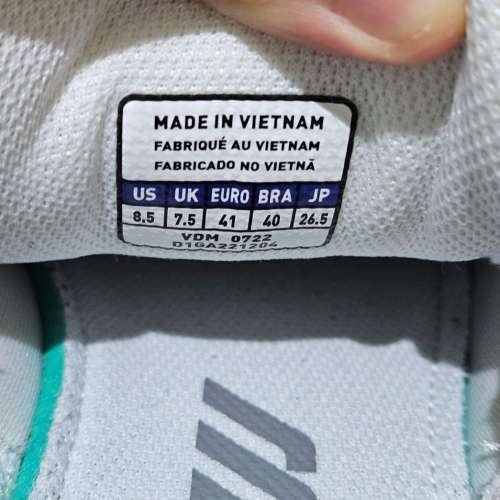 MADE IN VIETNAM
FABRIQUÉ AU VIETNAM
FABRICADO NO VIETNÃ
US UK EURO BRA JP
8.5 7.5 41 40 26.5
VDM 0722
D1GA221204